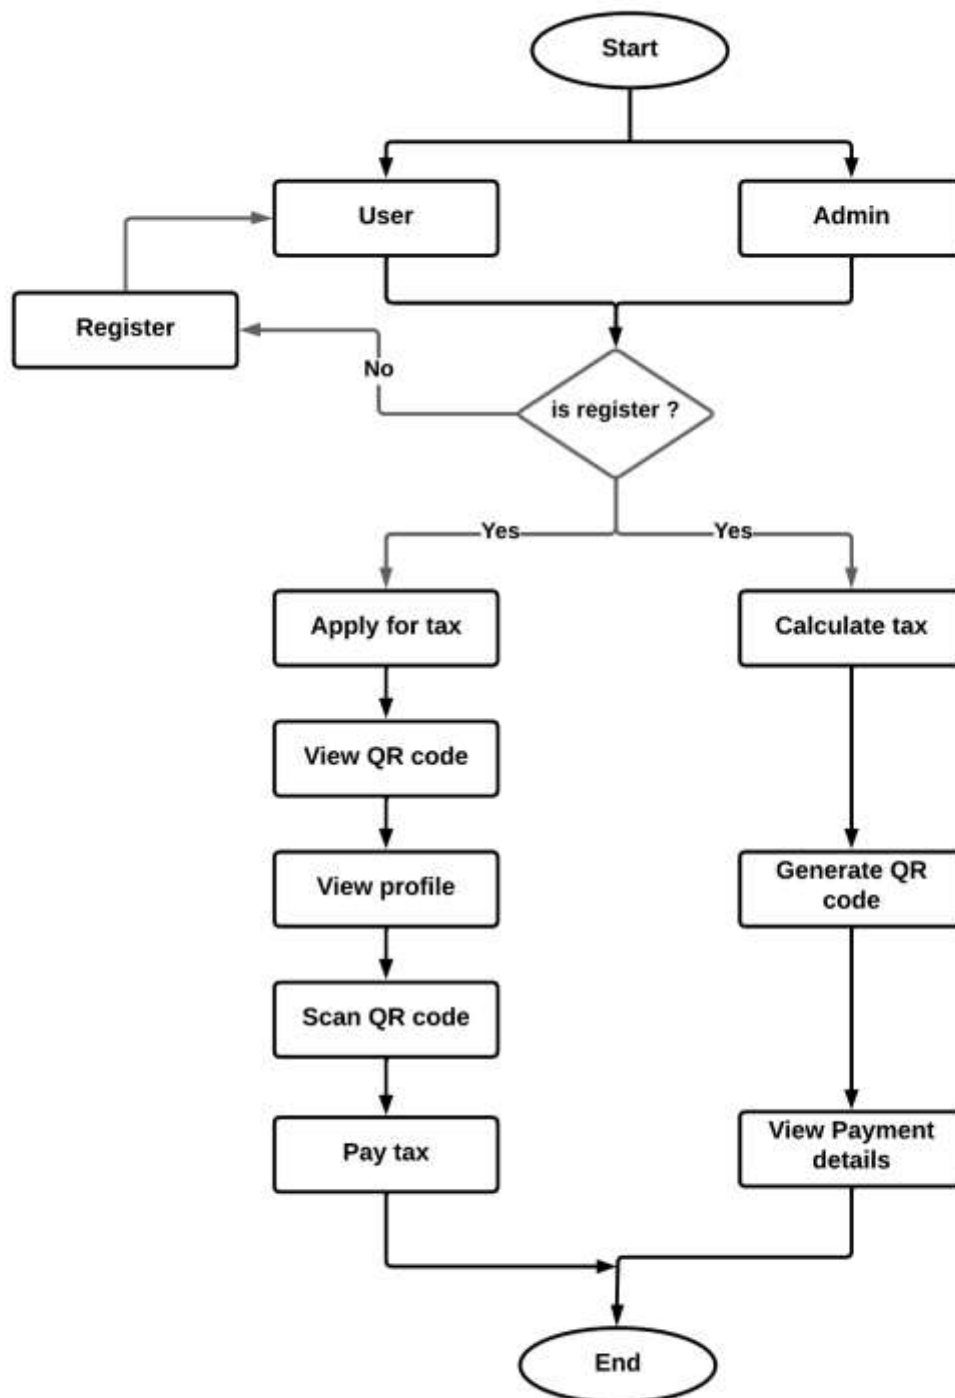 Start
User
Admin
Register
No
is register ?
Yes
Yes
Apply for tax
Calculate tax
View QR code
View profile
Generate QR
code
Scan QR code
Pay tax
View Payment
details
End